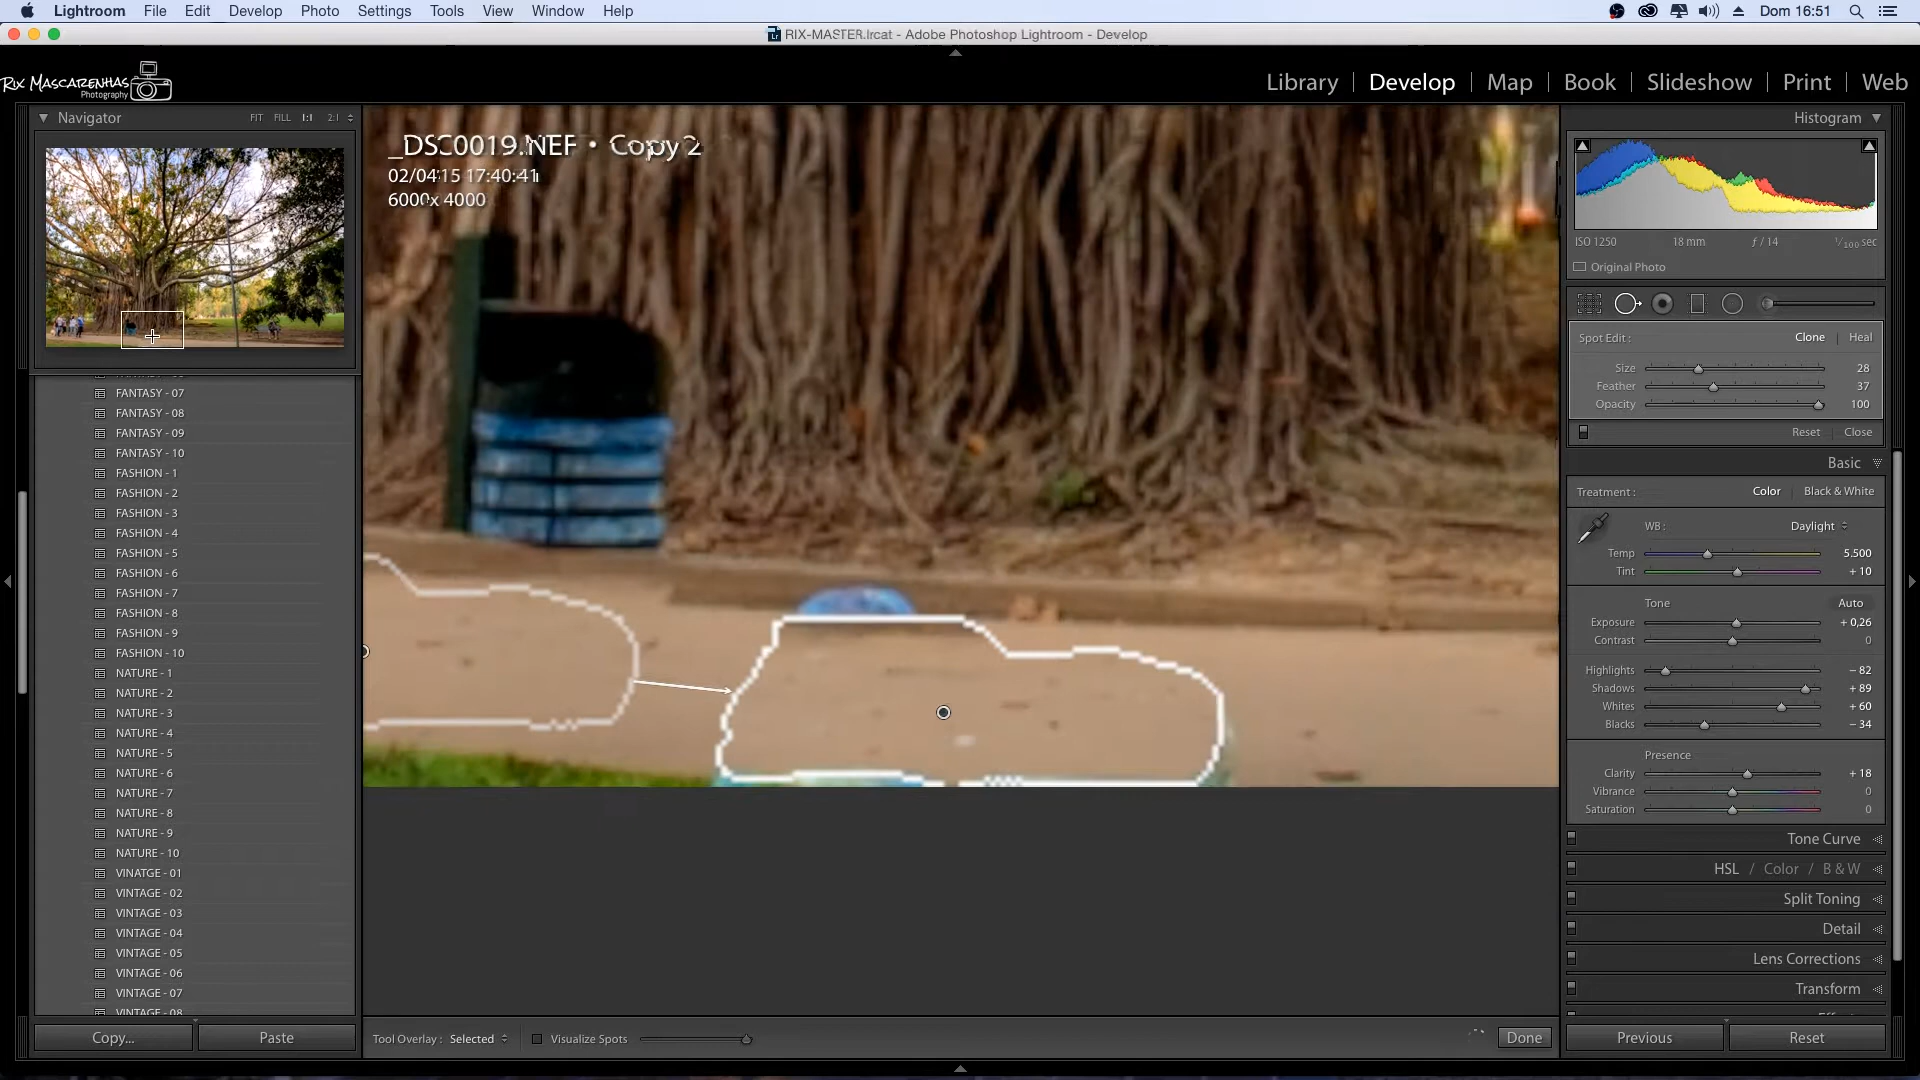 Lightroom File Edit Develop Photo Settings Tools View Window Help Dom 16:51
RIX-MASTER.lrcat - Adobe Photoshop Lightroom - Develop
Rix Mascarenhas
Photography
Library Develop Map Book Slideshow Print Web
Navigator FIT FILL 1:1 2:1
_DSC0019.NEF • Copy 2
02/04/15 17:40:41
6000 x 4000
FANTASY - 07
FANTASY - 08
FANTASY - 09
FANTASY - 10
FASHION - 1
FASHION - 2
FASHION - 3
FASHION - 4
FASHION - 5
FASHION - 6
FASHION - 7
FASHION - 8
FASHION - 9
FASHION - 10
NATURE - 1
NATURE - 2
NATURE - 3
NATURE - 4
NATURE - 5
NATURE - 6
NATURE - 7
NATURE - 8
NATURE - 9
NATURE - 10
VINATGE - 01
VINTAGE - 02
VINTAGE - 03
VINTAGE - 04
VINTAGE - 05
VINTAGE - 06
VINTAGE - 07
VINTAGE - 08
Copy... Paste
Tool Overlay : Selected Visualize Spots Done
Histogram
ISO 1250 18 mm ƒ / 14 1/100 sec
Original Photo
Spot Edit : Clone | Heal
Size 28
Feather 37
Opacity 100
Reset Close
Basic
Treatment : Color | Black & White
WB : Daylight
Temp 5.500
Tint + 10
Tone Auto
Exposure + 0,26
Contrast 0
Highlights − 82
Shadows + 89
Whites + 60
Blacks − 34
Presence
Clarity + 18
Vibrance 0
Saturation 0
Tone Curve
HSL / Color / B & W
Split Toning
Detail
Lens Corrections
Transform
Previous Reset